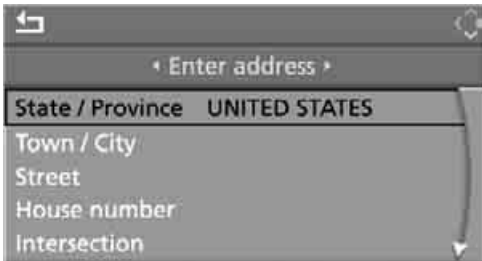 Enter address
State / Province UNITED STATES
Town / City
Street
House number
Intersection